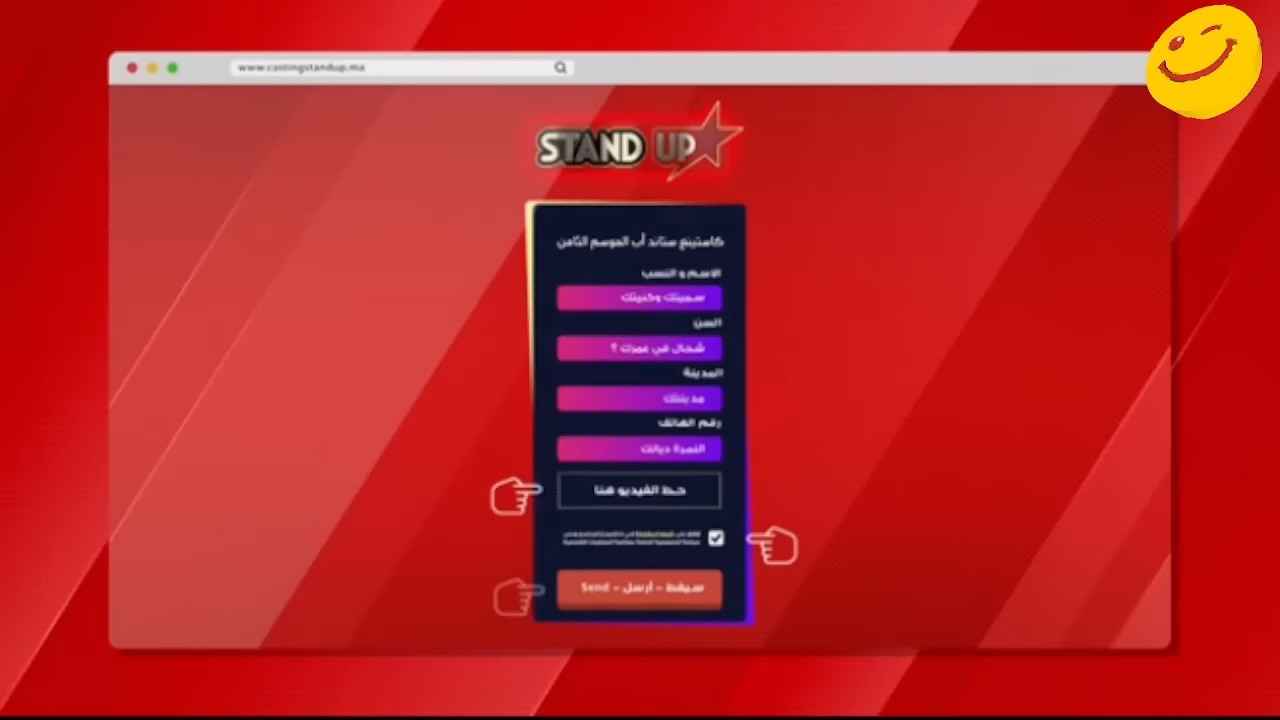 www.castingstandup.ma
STAND UP
كاستينغ ستاند أب الموسم الثامن
الاسم و النسب
سميتك وكنيتك
السن
شحال في عمرك ؟
المدينة
مدينتك
رقم الهاتف
النمرة ديالك
حط الفيديو هنا
سيفط - أرسل - Send